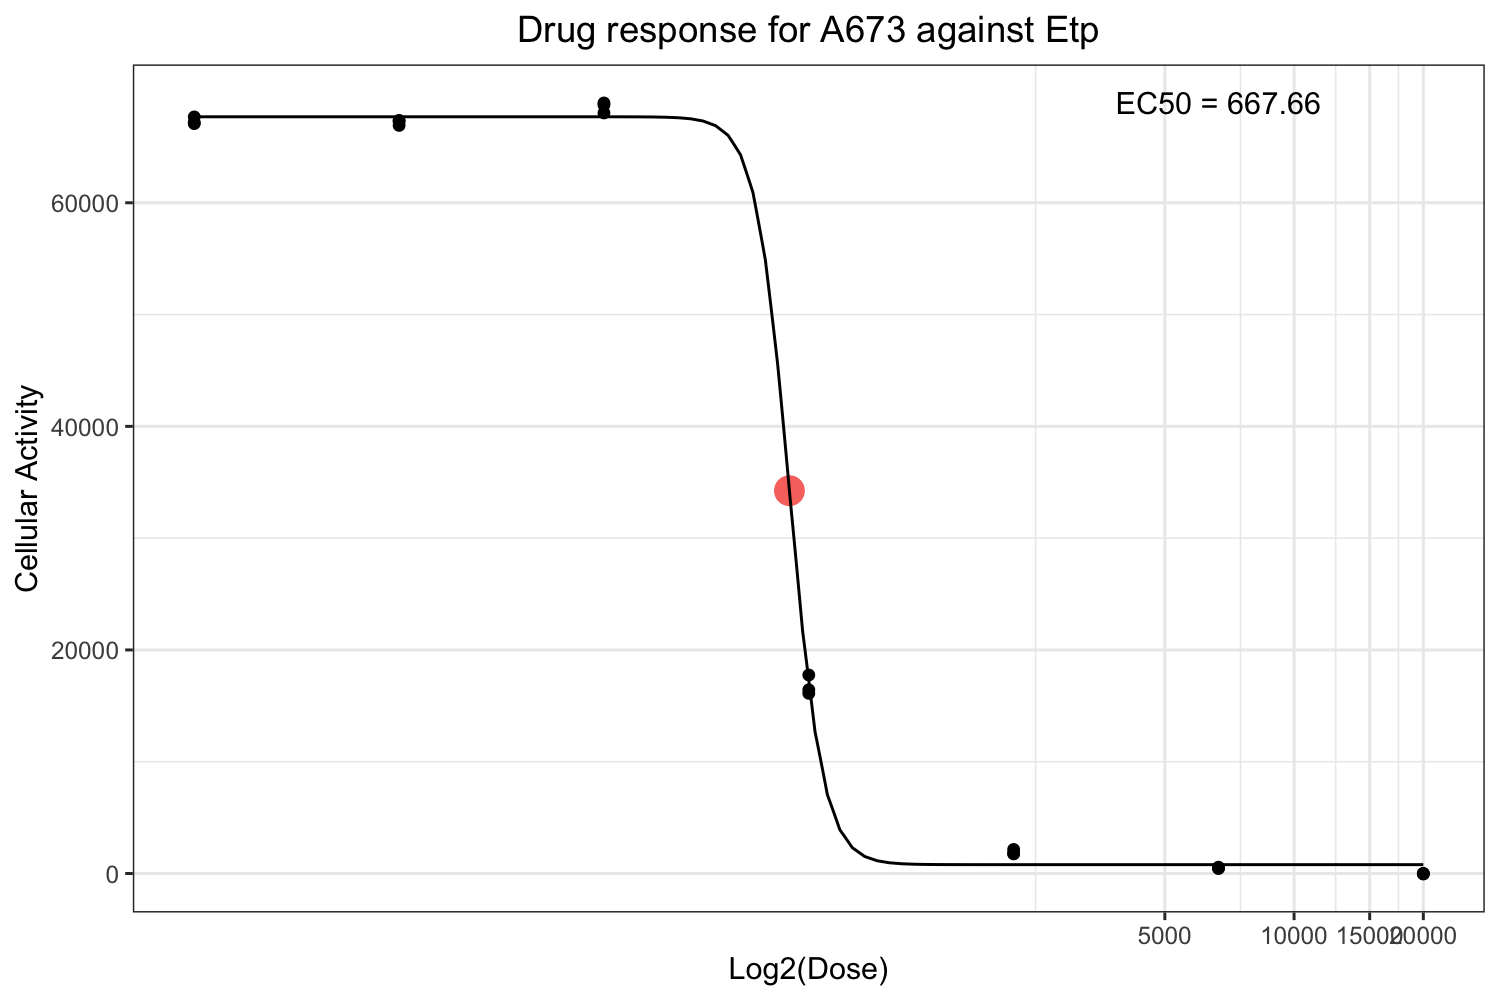 Drug response for A673 against Etp
EC50 = 667.66
60000
40000
20000
0
Cellular Activity
5000 10000 15000 20000
Log2(Dose)